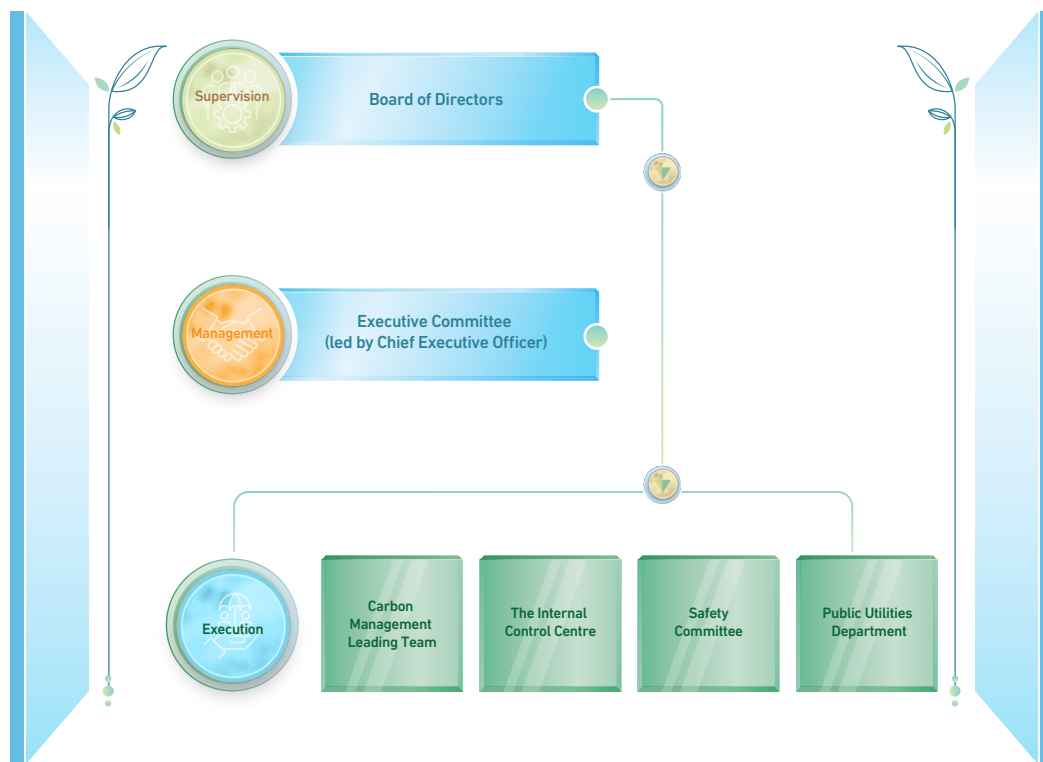 Supervision
Board of Directors
Management
Executive Committee
(led by Chief Executive Officer)
Execution
Carbon
Management
Leading Team
The Internal
Control Centre
Safety
Committee
Public Utilities
Department